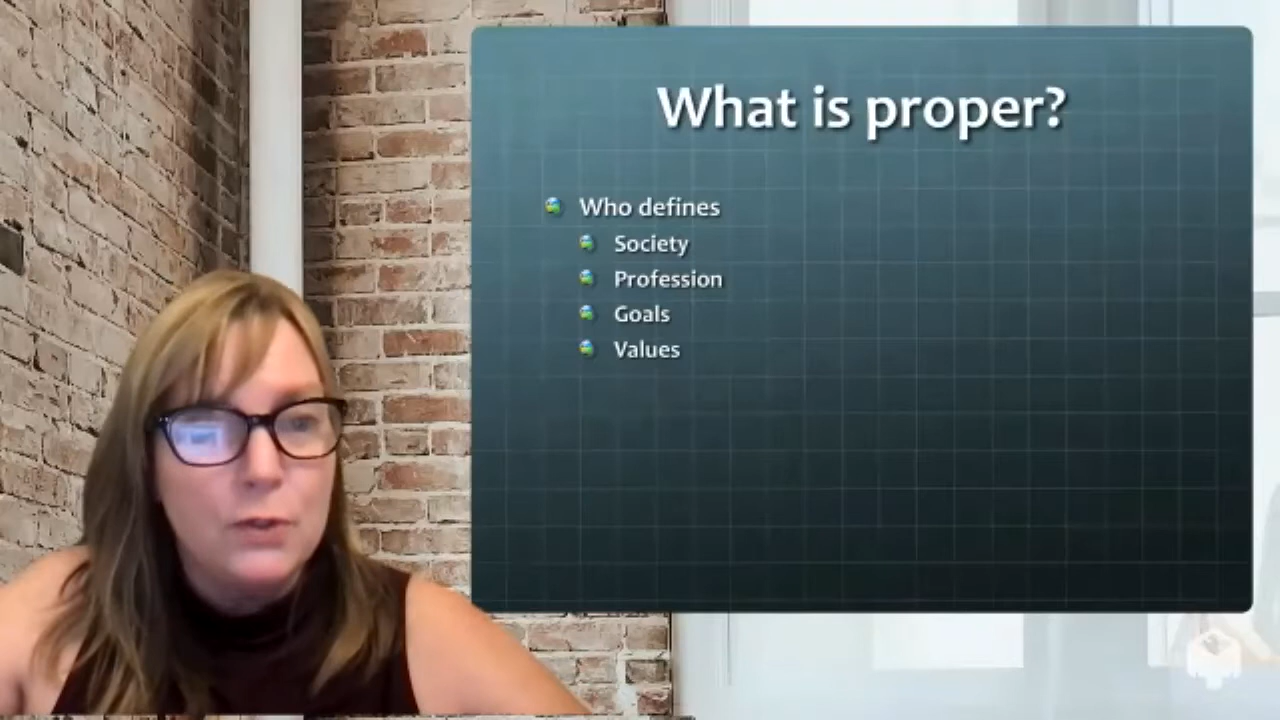 What is proper?
Who defines
Society
Profession
Goals
Values